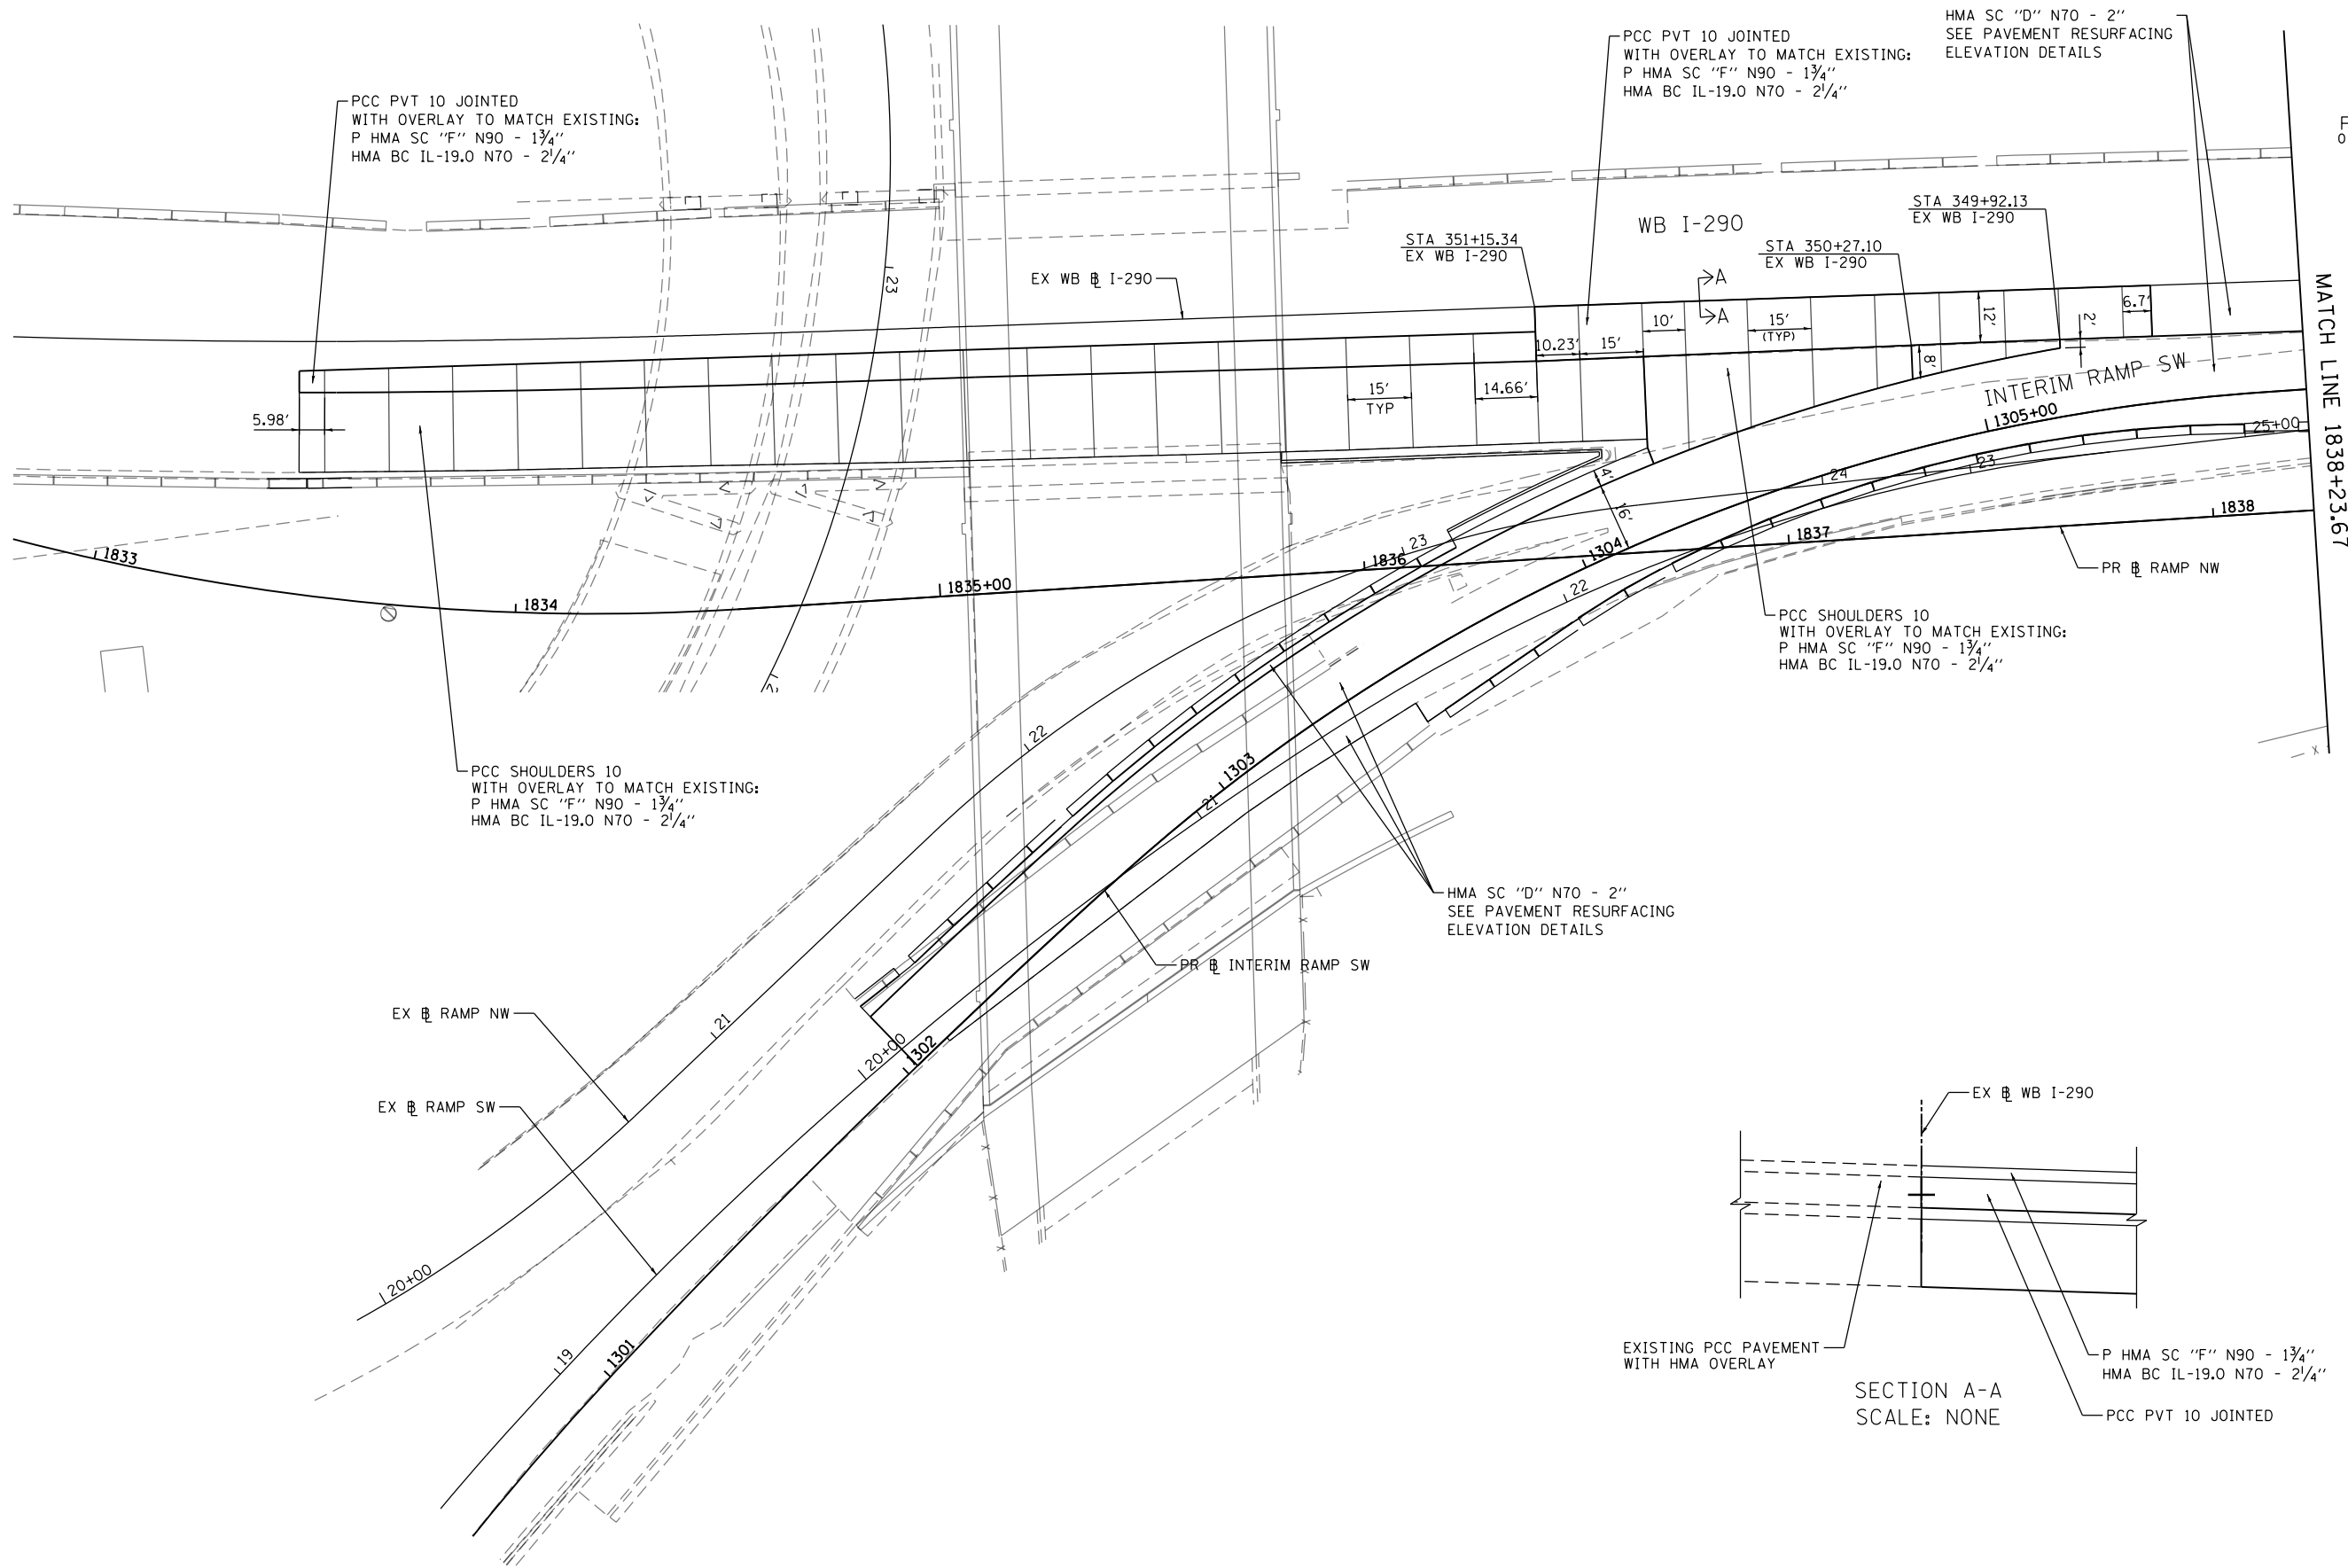 PCC PVT 10 JOINTED
WITH OVERLAY TO MATCH EXISTING:
P HMA SC "F" N90 - 1¾"
HMA BC IL-19.0 N70 - 2¼"
PCC PVT 10 JOINTED
WITH OVERLAY TO MATCH EXISTING:
P HMA SC "F" N90 - 1¾"
HMA BC IL-19.0 N70 - 2¼"
HMA SC "D" N70 - 2"
SEE PAVEMENT RESURFACING
ELEVATION DETAILS
F
0
WB I-290
STA 349+92.13
EX WB I-290
STA 351+15.34
EX WB I-290
STA 350+27.10
EX WB I-290
EX WB ℄ I-290
23
A
A
10.23'
15'
10'
15'
(TYP)
12'
2'
6.7'
8'
5.98'
15'
TYP
14.66'
INTERIM RAMP SW
MATCH LINE 1838+23.67
1305+00
25+00
24
23
4'
16'
1833
1834
1835+00
1836
23
1304
1837
1838
22
PR ℄ RAMP NW
2
PCC SHOULDERS 10
WITH OVERLAY TO MATCH EXISTING:
P HMA SC "F" N90 - 1¾"
HMA BC IL-19.0 N70 - 2¼"
22
1303
21
X
PCC SHOULDERS 10
WITH OVERLAY TO MATCH EXISTING:
P HMA SC "F" N90 - 1¾"
HMA BC IL-19.0 N70 - 2¼"
HMA SC "D" N70 - 2"
SEE PAVEMENT RESURFACING
ELEVATION DETAILS
PR ℄ INTERIM RAMP SW
EX ℄ RAMP NW
21
20+00
1302
EX ℄ RAMP SW
20+00
19
1301
EX ℄ WB I-290
EXISTING PCC PAVEMENT
WITH HMA OVERLAY
P HMA SC "F" N90 - 1¾"
HMA BC IL-19.0 N70 - 2¼"
PCC PVT 10 JOINTED
SECTION A-A
SCALE: NONE